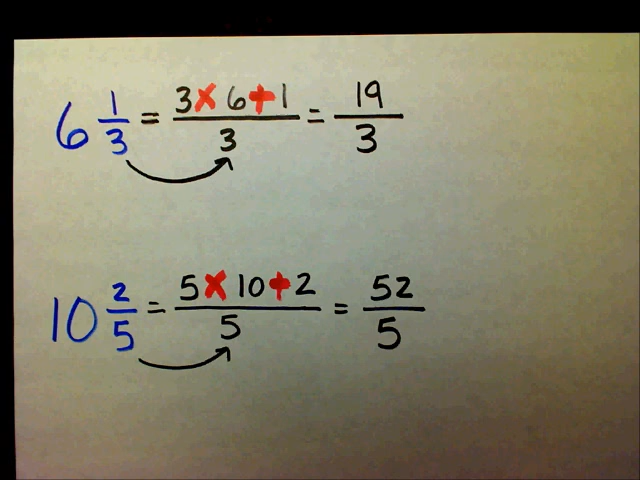 6 1/3 = 3 × 6 + 1 / 3 = 19/3
10 2/5 = 5 × 10 + 2 / 5 = 52/5